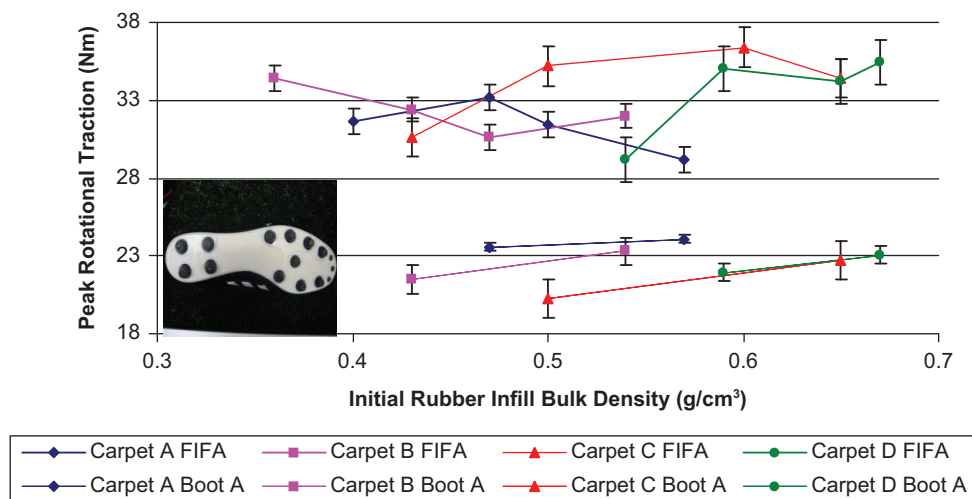 Peak Rotational Traction (Nm)
38
33
28
23
18
0.3 0.4 0.5 0.6 0.7
Initial Rubber Infill Bulk Density (g/cm³)
Carpet A FIFA Carpet B FIFA Carpet C FIFA Carpet D FIFA
Carpet A Boot A Carpet B Boot A Carpet C Boot A Carpet D Boot A